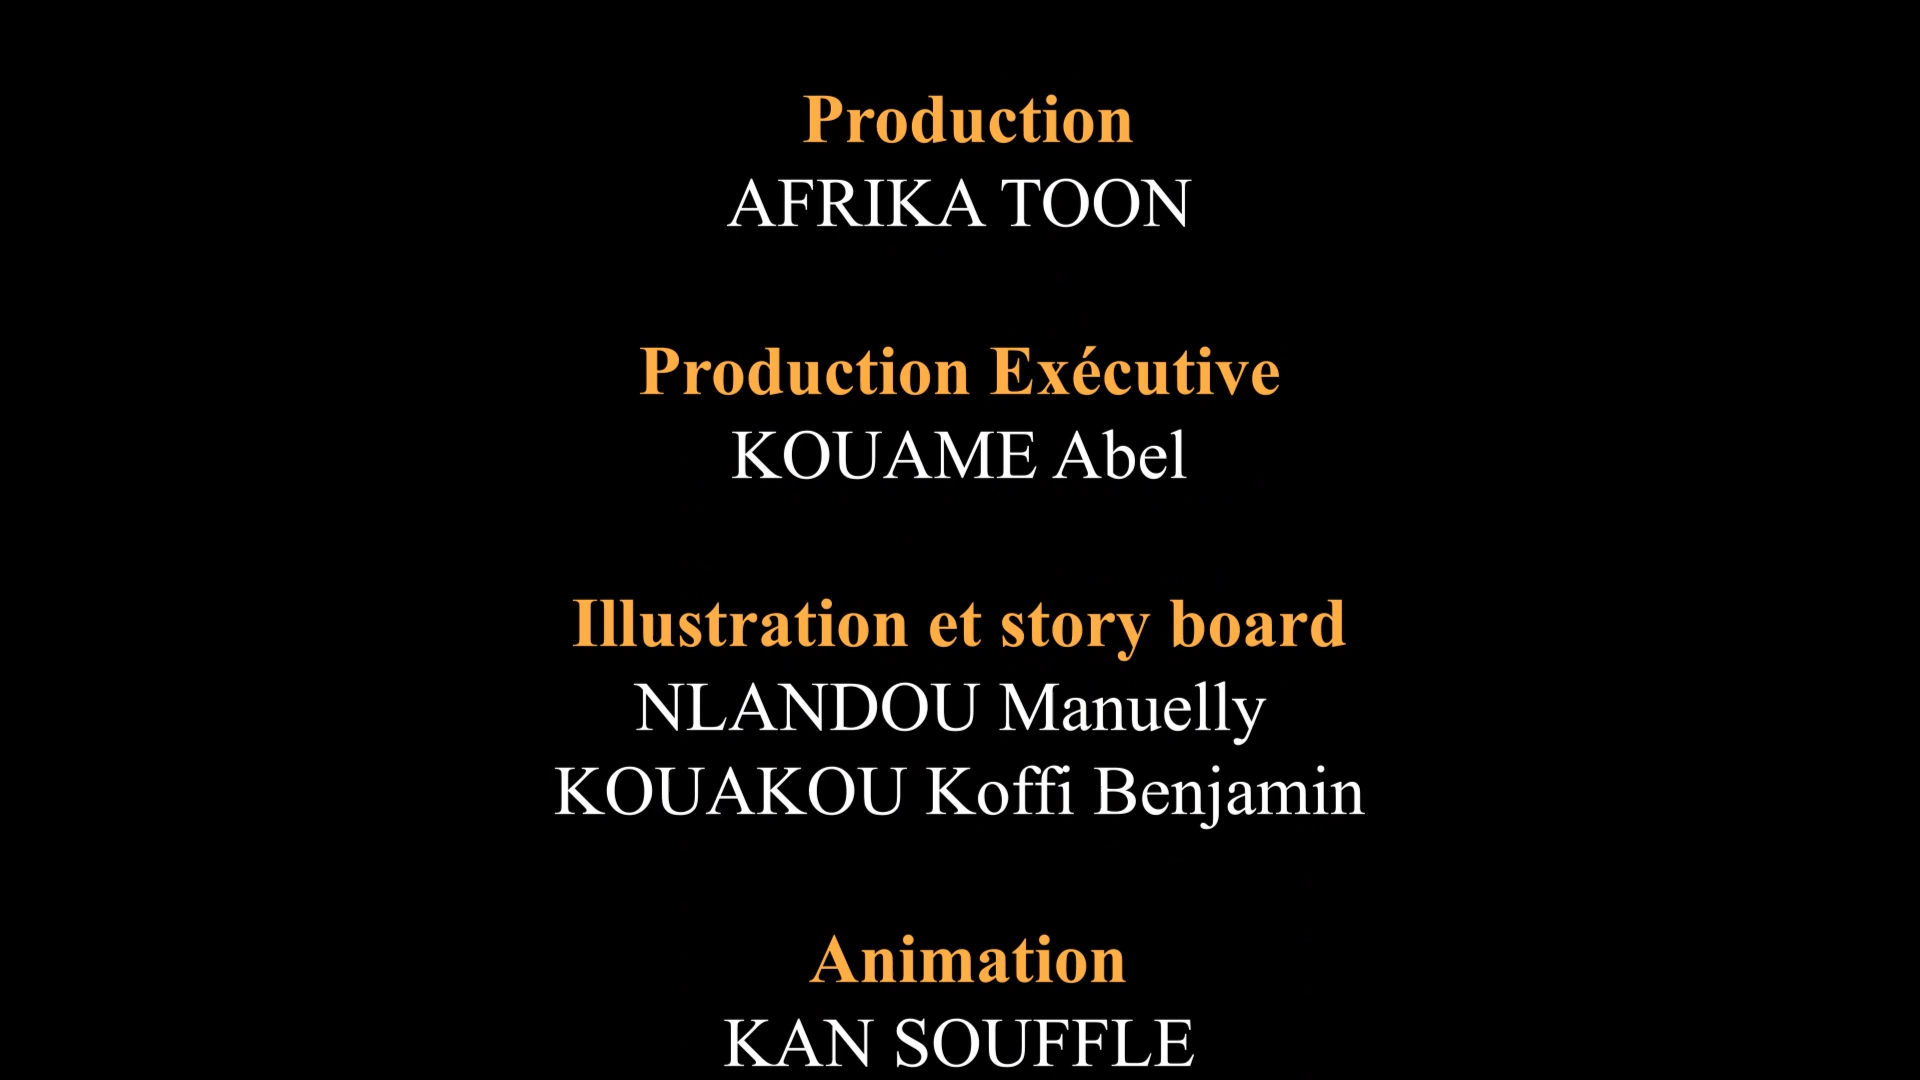 Production
AFRIKA TOON
Production Exécutive
KOUAME Abel
Illustration et story board
NLANDOU Manuelly
KOUAKOU Koffi Benjamin
Animation
KAN SOUFFLE